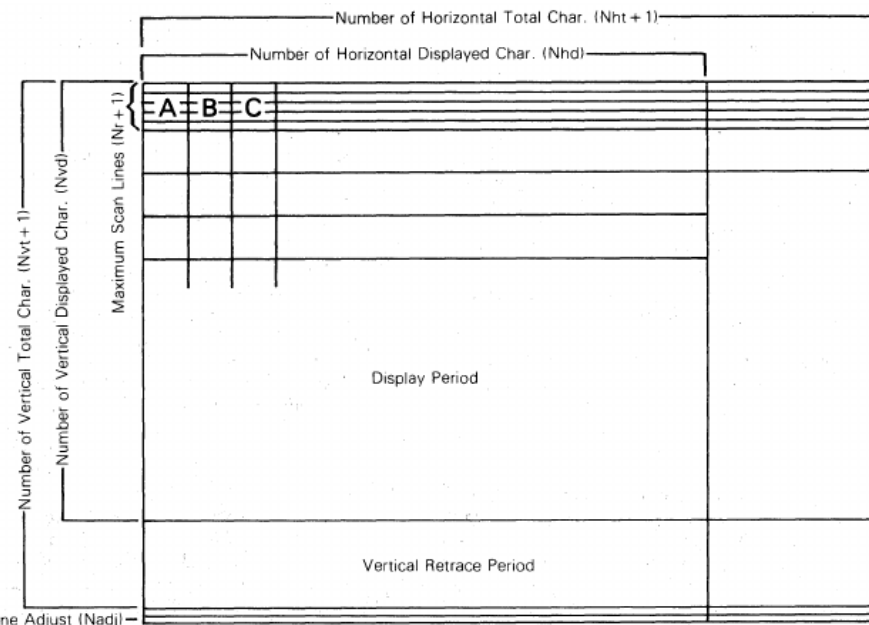 Number of Horizontal Total Char. (Nht + 1)
Number of Horizontal Displayed Char. (Nhd)
Number of Vertical Total Char. (Nvt + 1)
Number of Vertical Displayed Char. (Nvd)
Maximum Scan Lines (Nr + 1)
A B C
Display Period
Vertical Retrace Period
ne Adjust (Nadj)